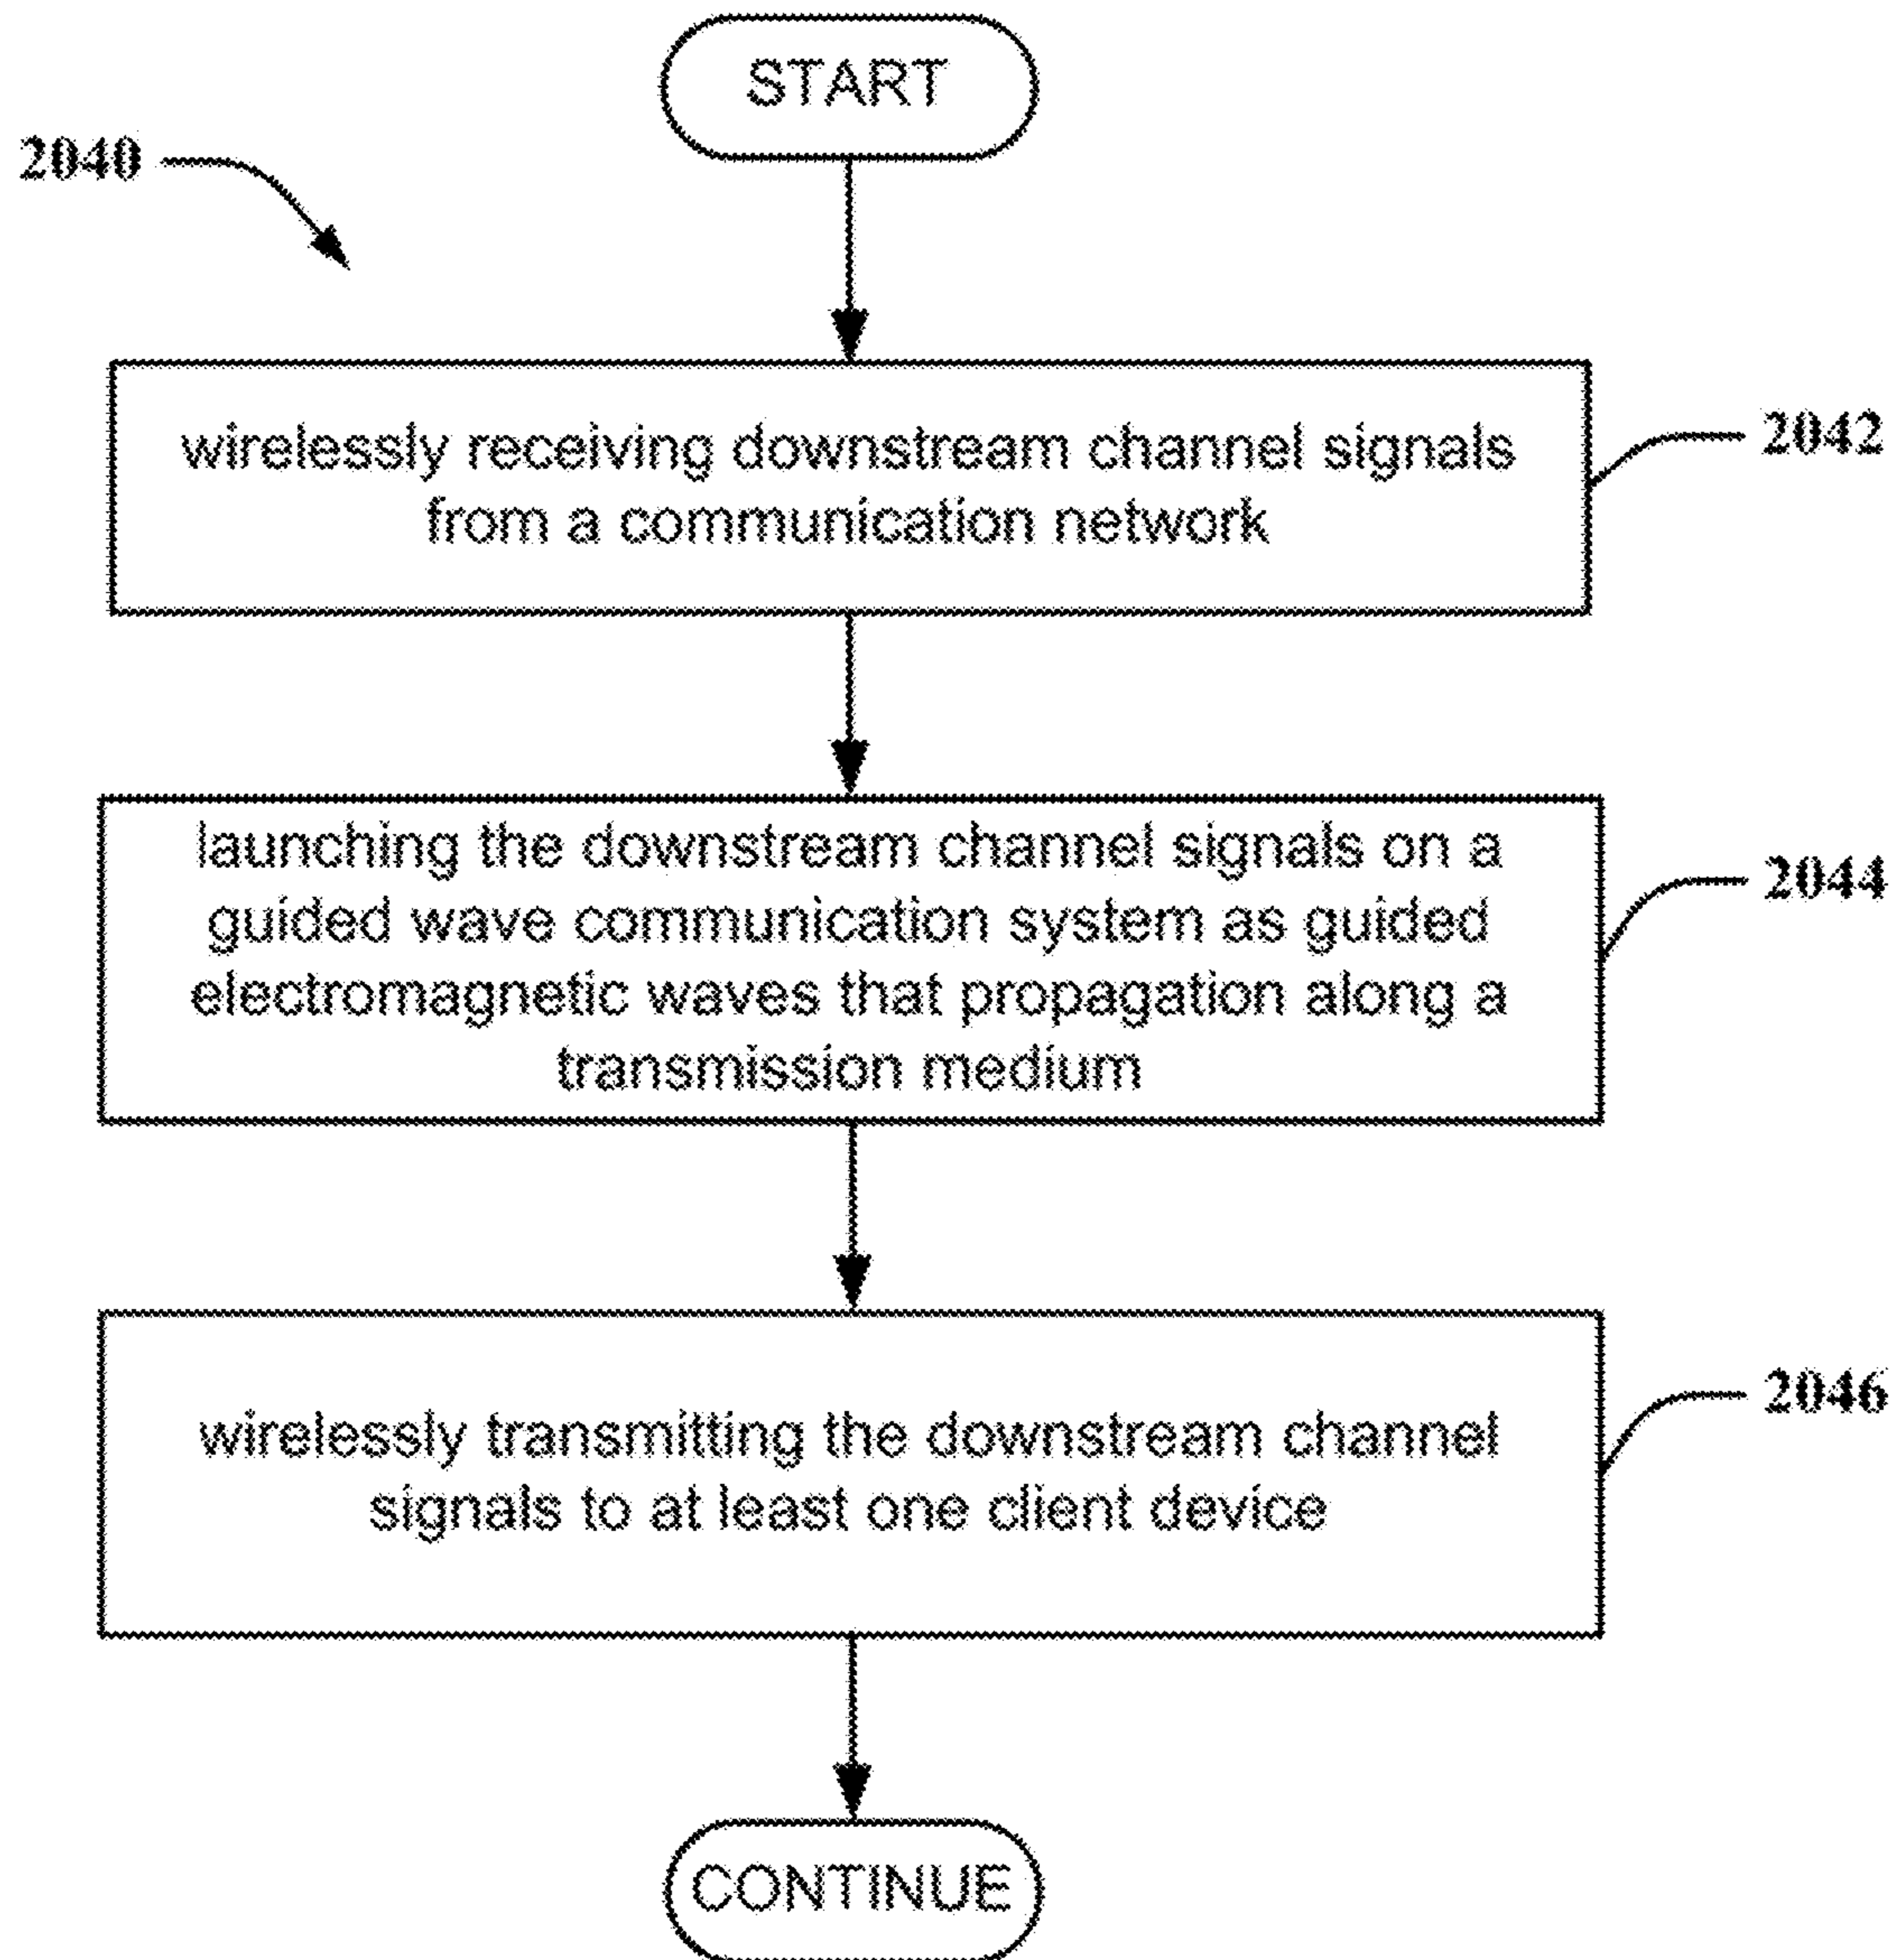 START
2040
wirelessly receiving downstream channel signals
from a communication network
2042
launching the downstream channel signals on a
guided wave communication system as guided
electromagnetic waves that propagation along a
transmission medium
2044
wirelessly transmitting the downstream channel
signals to at least one client device
2046
CONTINUE